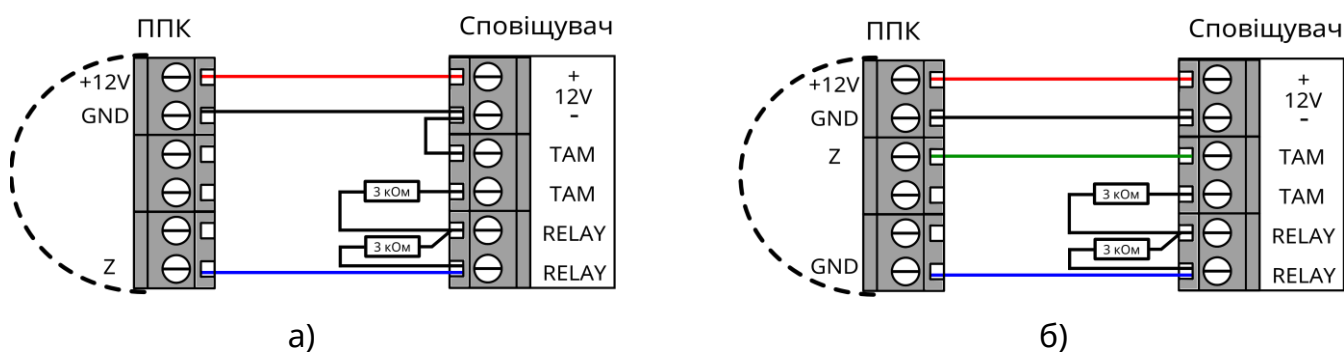 ППК
Сповіщувач
+12V
GND
Z
+
12V
-
TAM
TAM
RELAY
RELAY
3 кОм
3 кОм
а)
ППК
Сповіщувач
+12V
GND
Z
GND
+
12V
-
TAM
TAM
RELAY
RELAY
3 кОм
3 кОм
б)